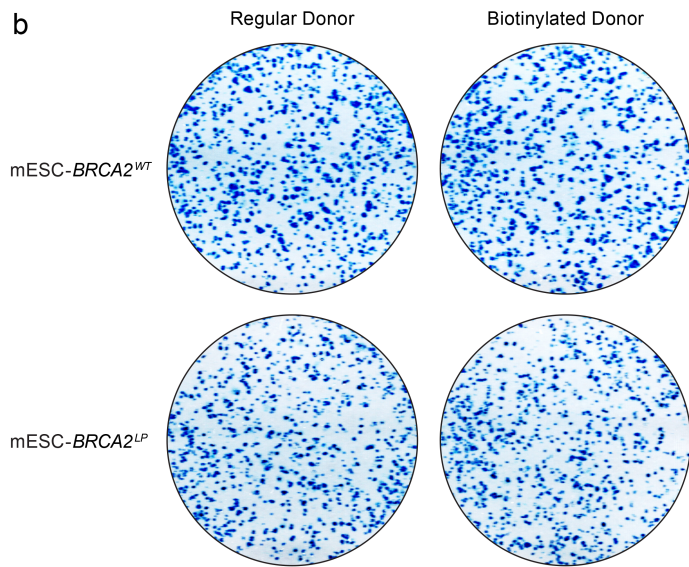 b
Regular Donor
Biotinylated Donor
mESC-BRCA2WT
mESC-BRCA2LP